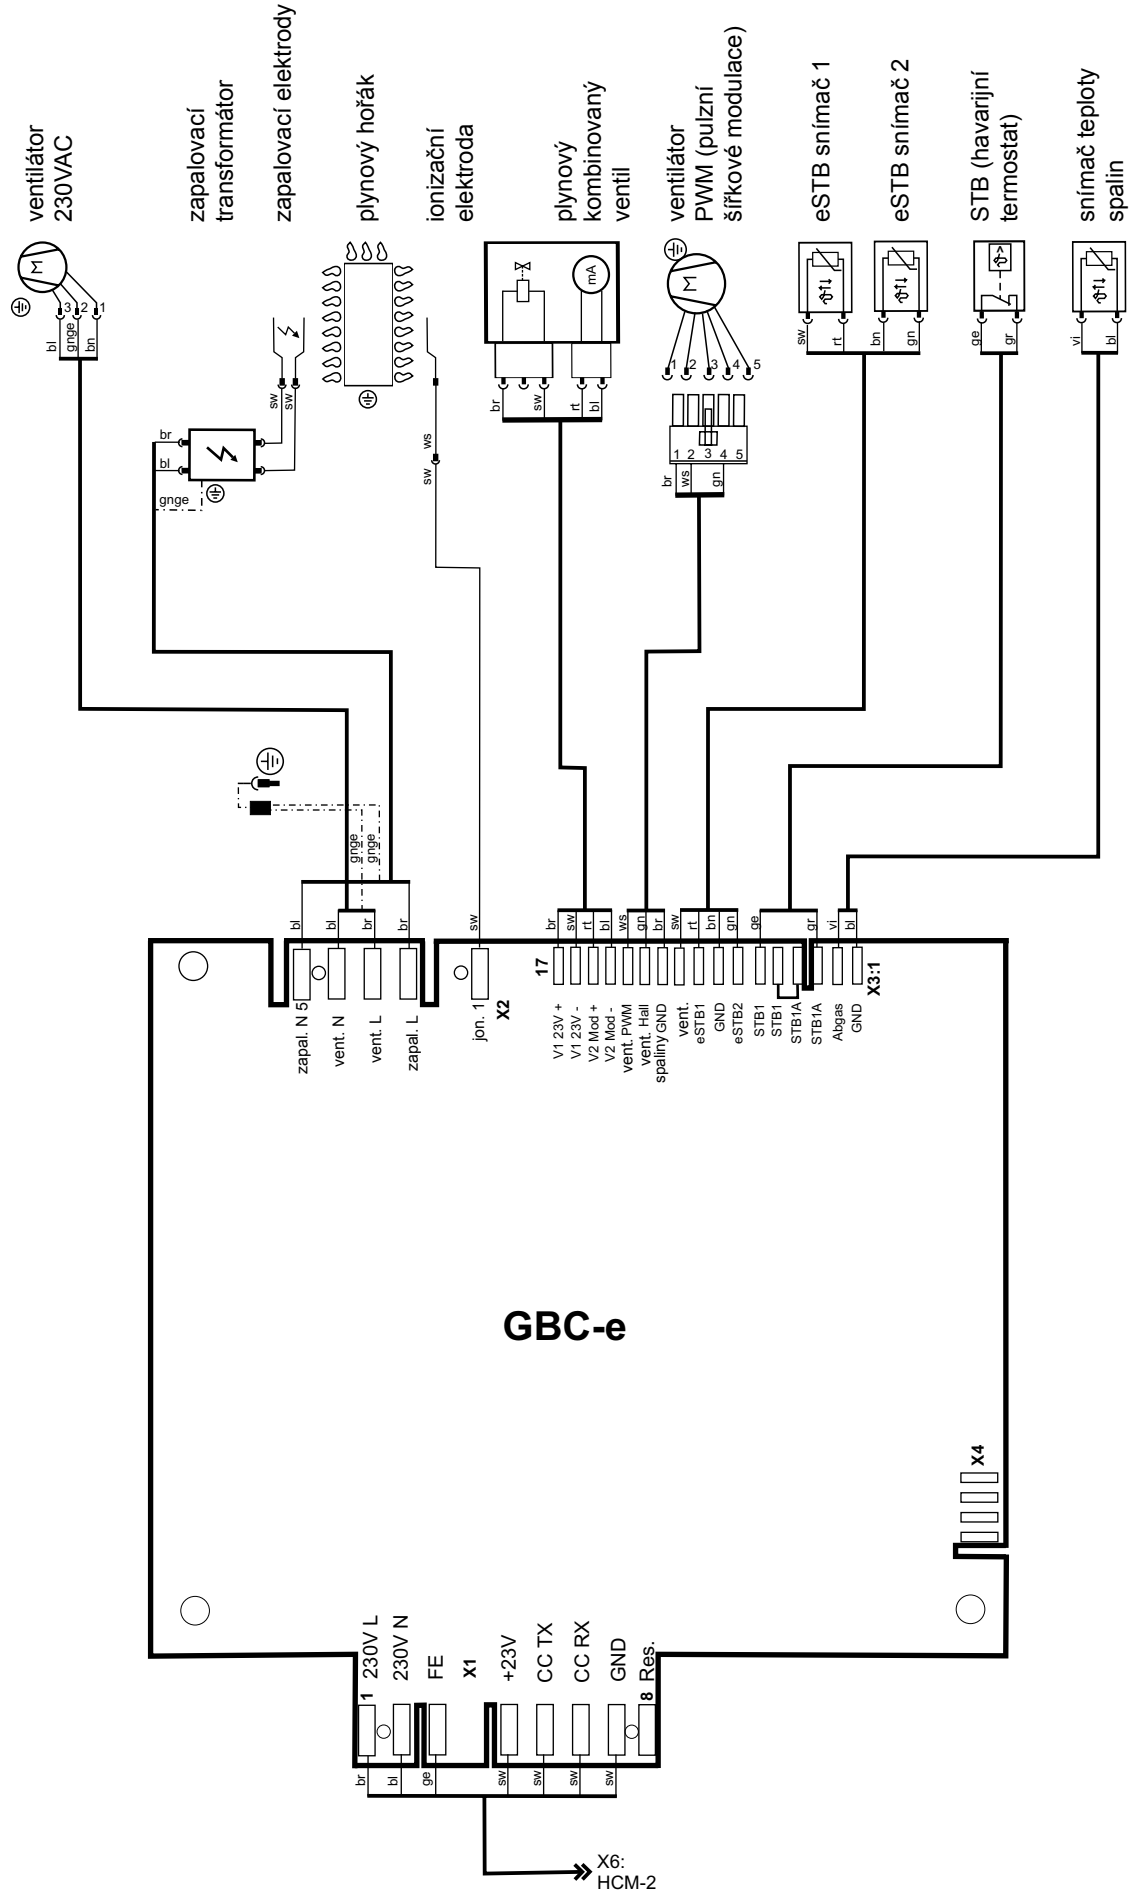 ventilátor
230VAC
zapalovací
transformátor
zapalovací elektrody
plynový hořák
ionizační
elektroda
plynový
kombinovaný
ventil
ventilátor
PWM (pulzní
šířkové modulace)
eSTB snímač 1
eSTB snímač 2
STB (havarijní
termostat)
snímač teploty
spalin
M
3
2
1
bl
gnge
bn
br
bl
gnge
sw
sw
ws
sw
mA
br
sw
rt
bl
M
1
2
3
4
5
1
2
3
4
5
br
ws
gn
sw
rt
bn
gn
ge
gr
vi
bl
gnge
gnge
bl
bl
br
br
sw
br
sw
rt
bl
ws
gn
br
sw
rt
bn
gn
ge
gr
vi
bl
zapal. N 5
vent. N
vent. L
zapal. L
jon. 1
X2
17
V1 23V +
V1 23V -
V2 Mod +
V2 Mod -
vent. PWM
vent. Hall
spaliny GND
vent.
eSTB1
GND
eSTB2
STB1
STB1
STB1A
STB1A
Abgas
GND
X3:1
GBC-e
X4
1
230V L
230V N
FE
X1
+23V
CC TX
CC RX
GND
8
Res.
br
bl
ge
sw
sw
sw
sw
X6:
HCM-2